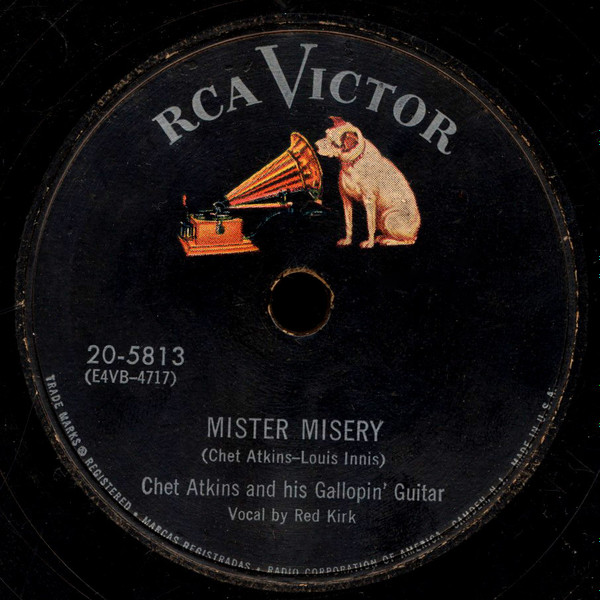 RCA VICTOR
20-5813
(E4VB-4717)
MISTER MISERY
(Chet Atkins-Louis Innis)
Chet Atkins and his Gallopin' Guitar
Vocal by Red Kirk
TRADE MARKS ® REGISTERED • MARCAS REGISTRADAS • RADIO CORPORATION OF AMERICA, CAMDEN, N.J. MADE IN U.S.A.